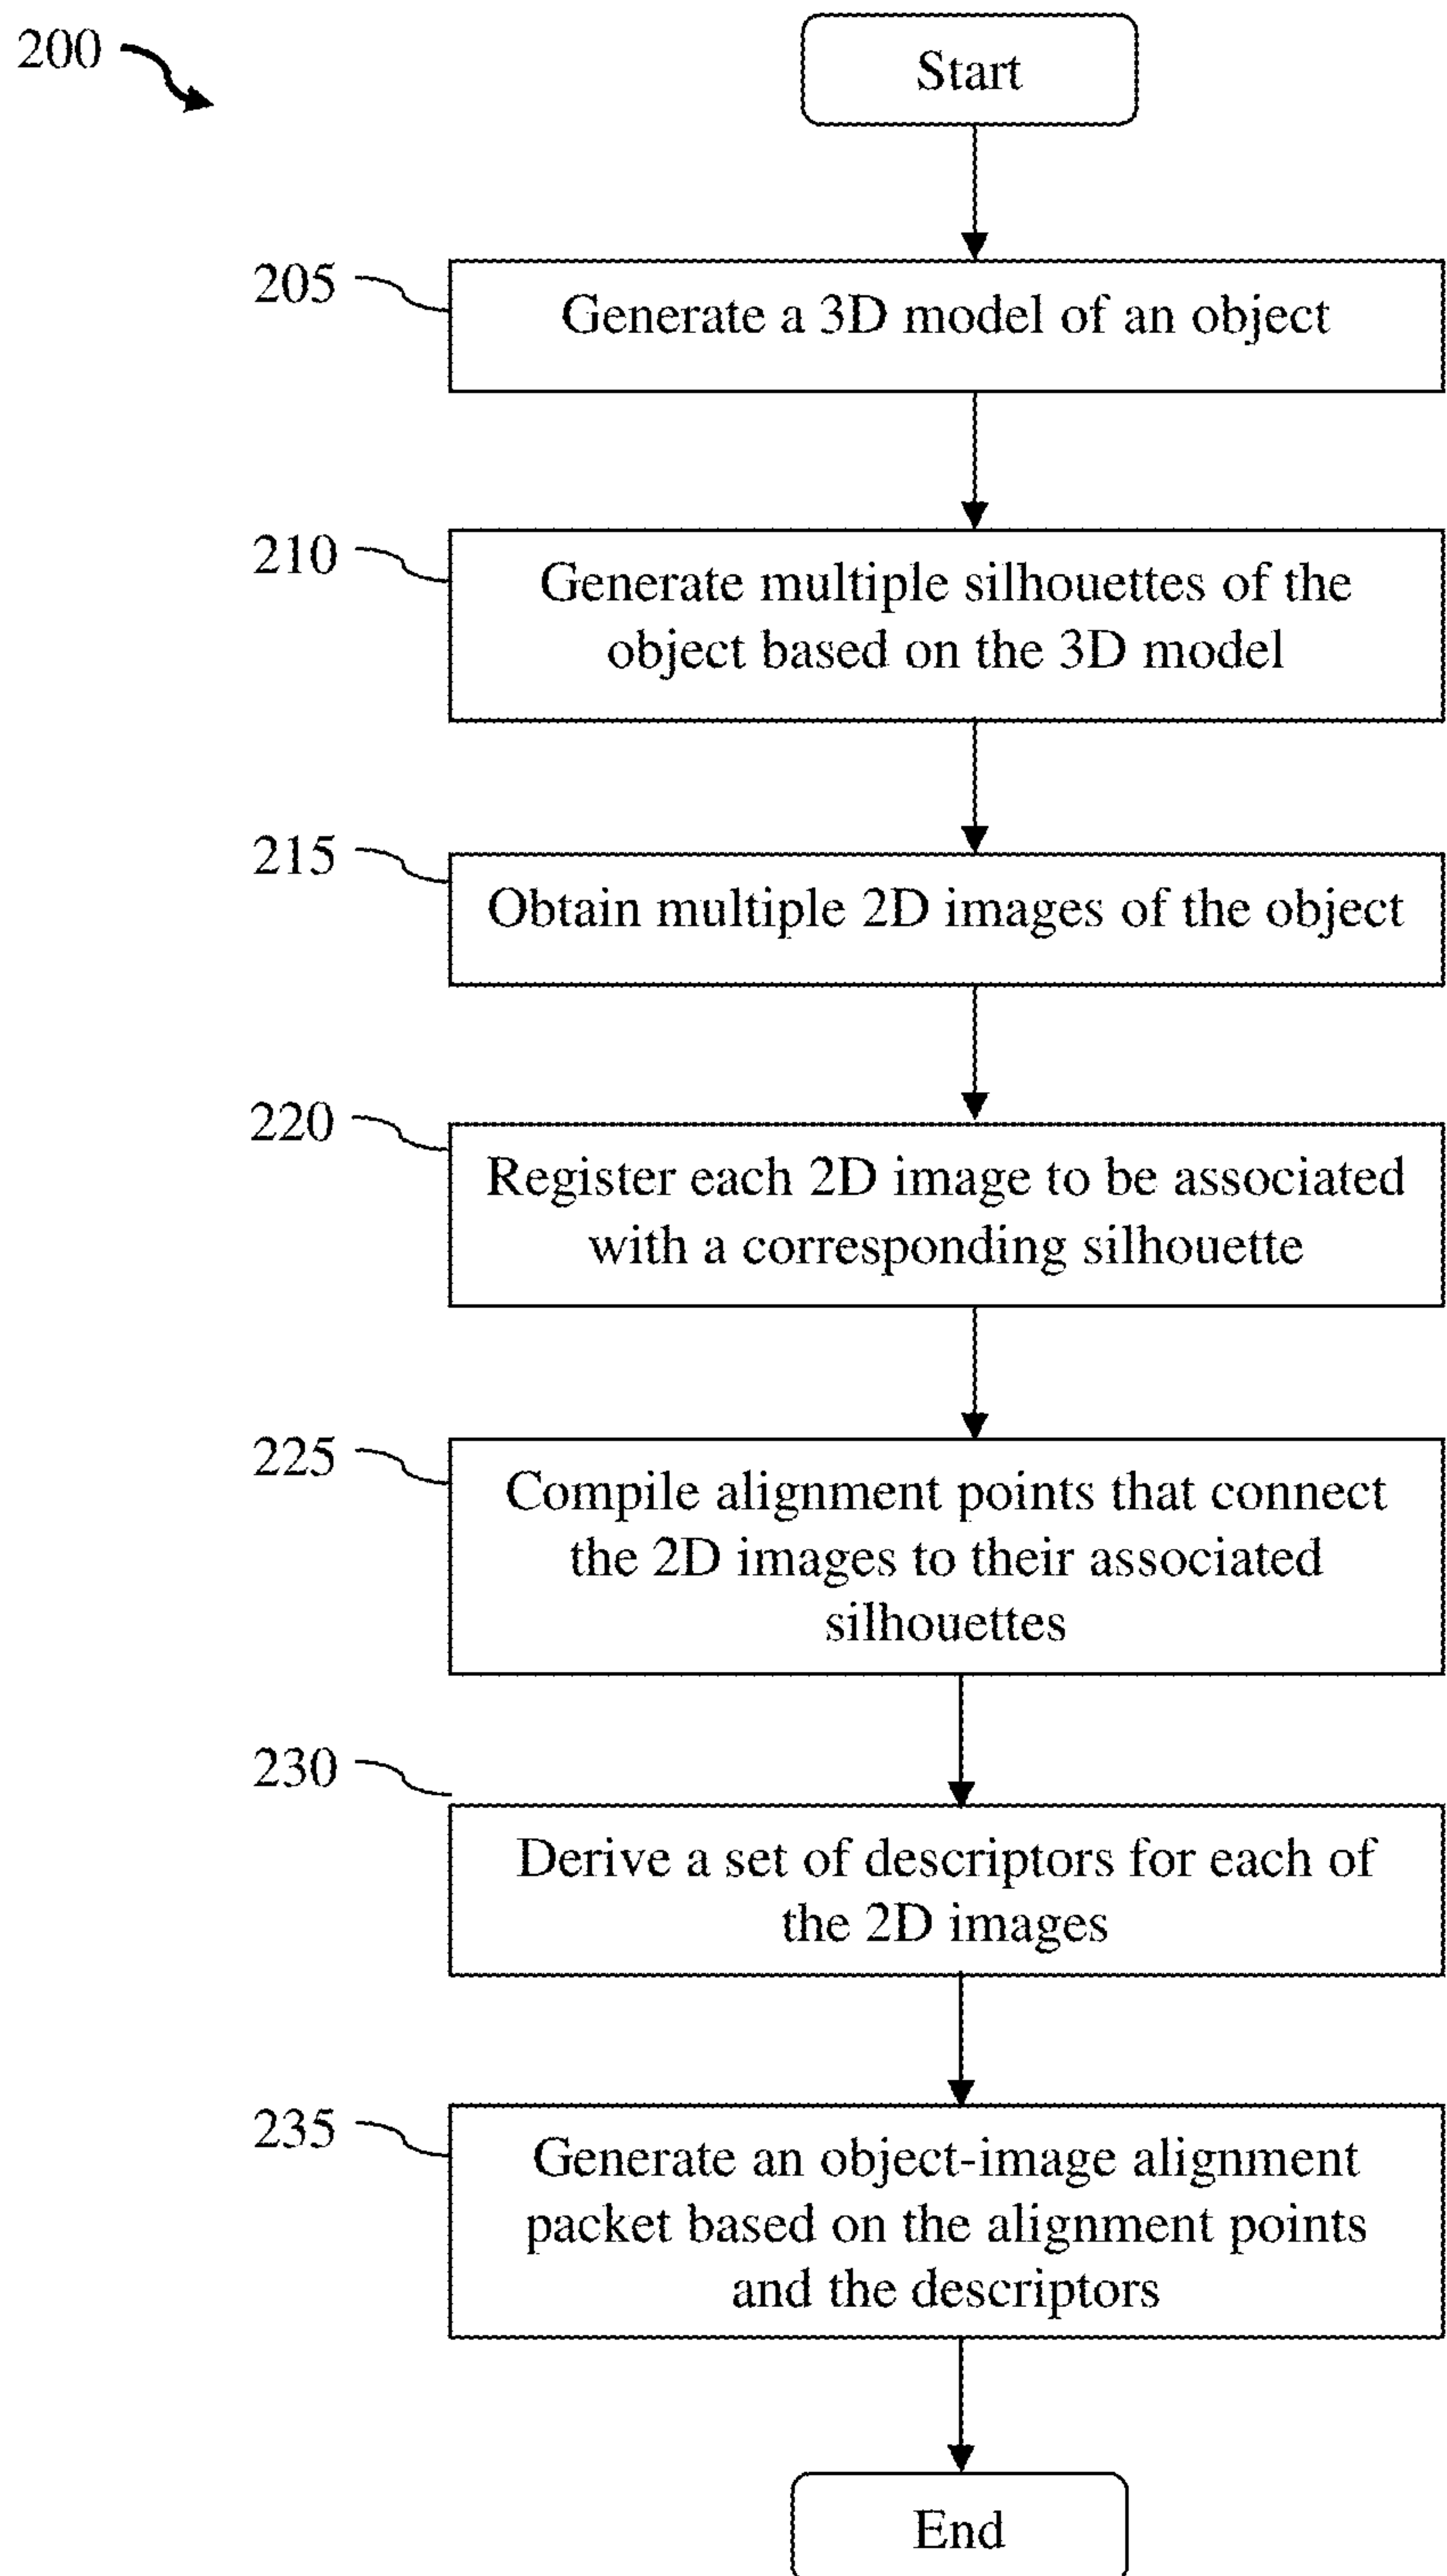 200
Start
205
Generate a 3D model of an object
210
Generate multiple silhouettes of the
object based on the 3D model
215
Obtain multiple 2D images of the object
220
Register each 2D image to be associated
with a corresponding silhouette
225
Compile alignment points that connect
the 2D images to their associated
silhouettes
230
Derive a set of descriptors for each of
the 2D images
235
Generate an object-image alignment
packet based on the alignment points
and the descriptors
End